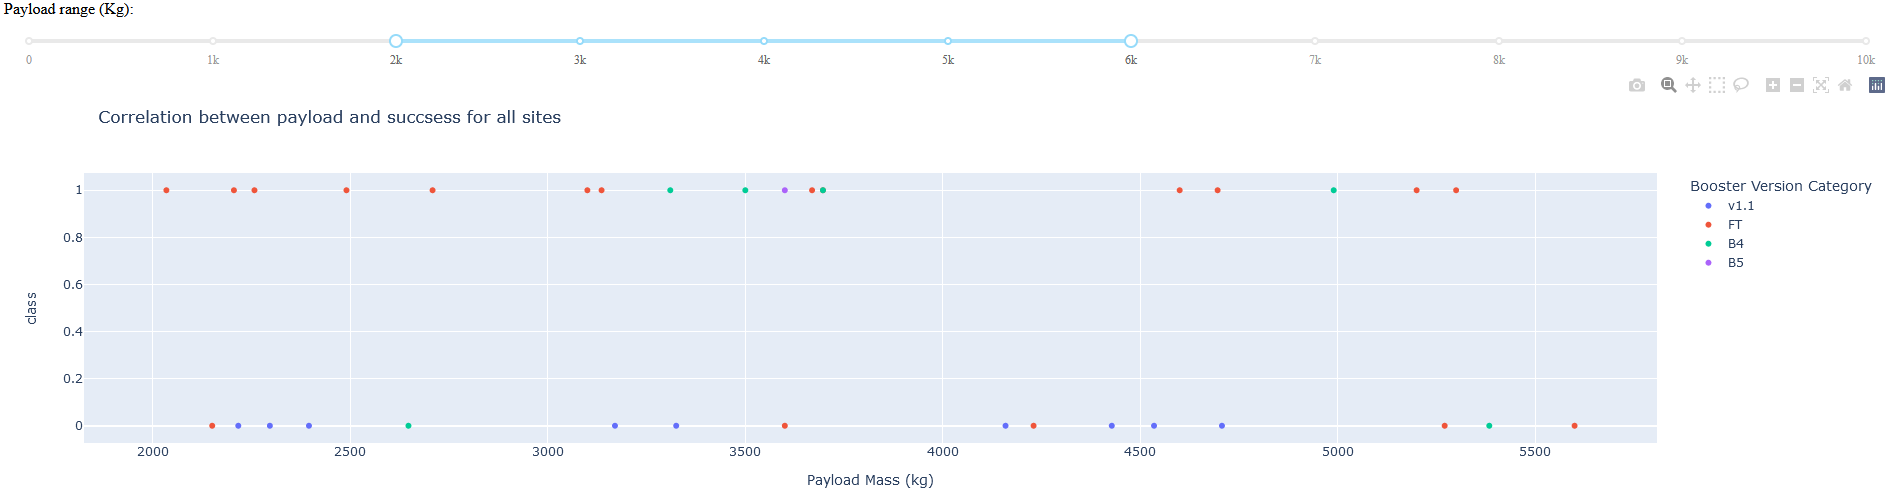 Payload range (Kg):
0 1k 2k 3k 4k 5k 6k 7k 8k 9k 10k
Correlation between payload and succsess for all sites
1
0.8
0.6
0.4
0.2
0
class
2000 2500 3000 3500 4000 4500 5000 5500
Payload Mass (kg)
Booster Version Category
v1.1
FT
B4
B5